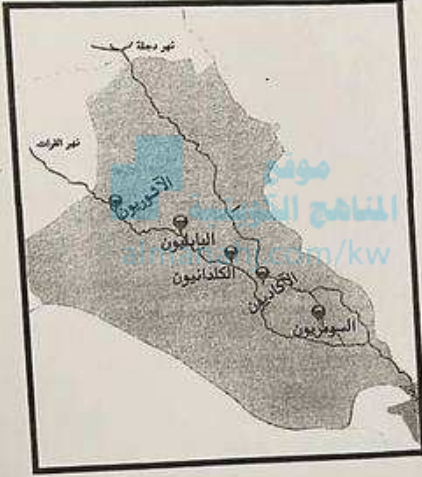 نهر دجلة
نهر الفرات
الآشوريون
البابليون
الكلدانيون
الأكاديون
السومريون
موقع
المناهج الكويتية
almanahj.com/kw